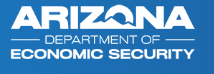 ARIZONA
DEPARTMENT OF
ECONOMIC SECURITY